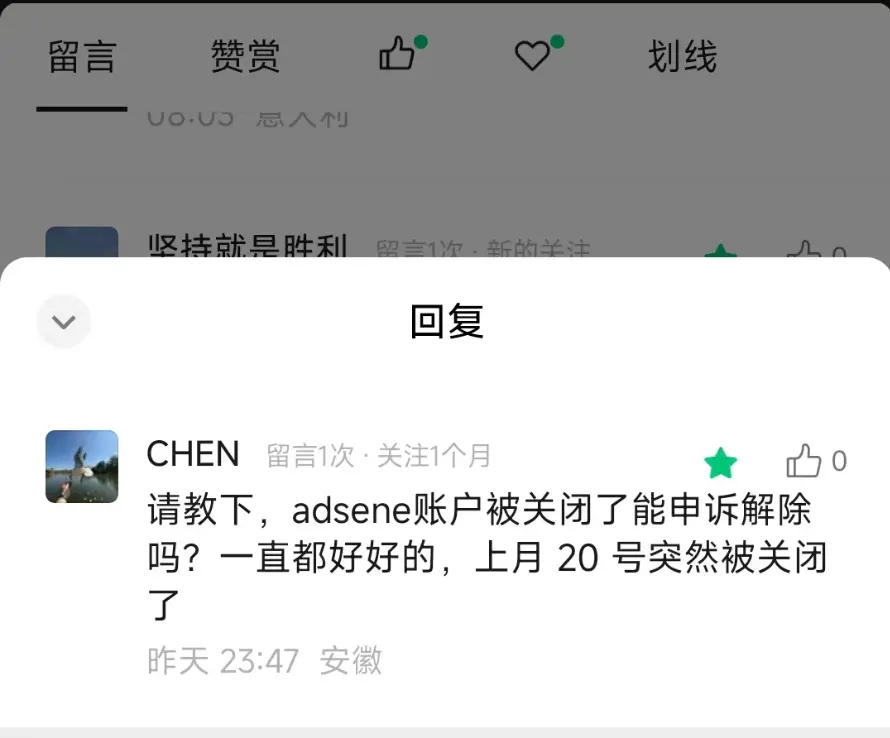 留言 赞赏 划线
08:03 意大利
坚持就是胜利 留言1次 · 新的关注 0
回复
CHEN 留言1次 · 关注1个月 0
请教下，adsene账户被关闭了能申诉解除
吗？一直都好好的，上月 20 号突然被关闭
了
昨天 23:47 安徽